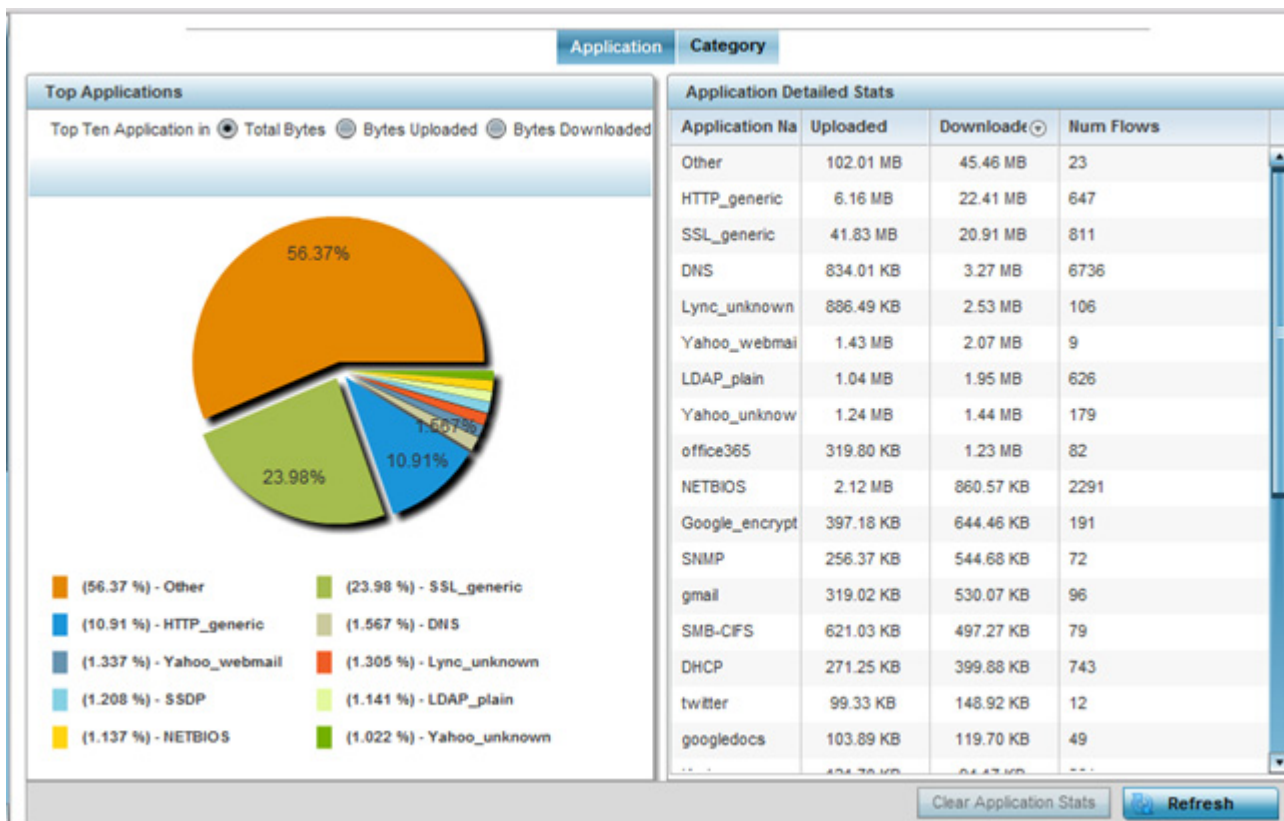 Application Category
Top Applications
Top Ten Application in Total Bytes Bytes Uploaded Bytes Downloaded
56.37%
1.567%
10.91%
23.98%
(56.37 %) - Other (23.98 %) - SSL_generic
(10.91 %) - HTTP_generic (1.567 %) - DNS
(1.337 %) - Yahoo_webmail (1.305 %) - Lync_unknown
(1.208 %) - SSDP (1.141 %) - LDAP_plain
(1.137 %) - NETBIOS (1.022 %) - Yahoo_unknown
Application Detailed Stats
Application Na Uploaded Downloade Num Flows
Other 102.01 MB 45.46 MB 23
HTTP_generic 6.16 MB 22.41 MB 647
SSL_generic 41.83 MB 20.91 MB 811
DNS 834.01 KB 3.27 MB 6736
Lync_unknown 886.49 KB 2.53 MB 106
Yahoo_webmai 1.43 MB 2.07 MB 9
LDAP_plain 1.04 MB 1.95 MB 626
Yahoo_unknow 1.24 MB 1.44 MB 179
office365 319.80 KB 1.23 MB 82
NETBIOS 2.12 MB 860.57 KB 2291
Google_encrypt 397.18 KB 644.46 KB 191
SNMP 256.37 KB 544.68 KB 72
gmail 319.02 KB 530.07 KB 96
SMB-CIFS 621.03 KB 497.27 KB 79
DHCP 271.25 KB 399.88 KB 743
twitter 99.33 KB 148.92 KB 12
googledocs 103.89 KB 119.70 KB 49
Clear Application Stats Refresh